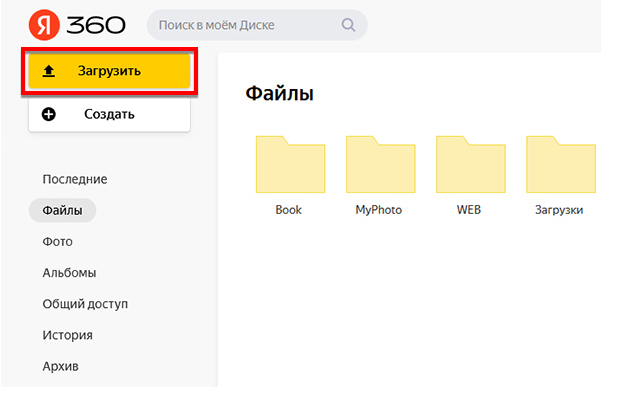 Я 360
Поиск в моём Диске
Загрузить
Создать
Последние
Файлы
Фото
Альбомы
Общий доступ
История
Архив
Файлы
Book
MyPhoto
WEB
Загрузки